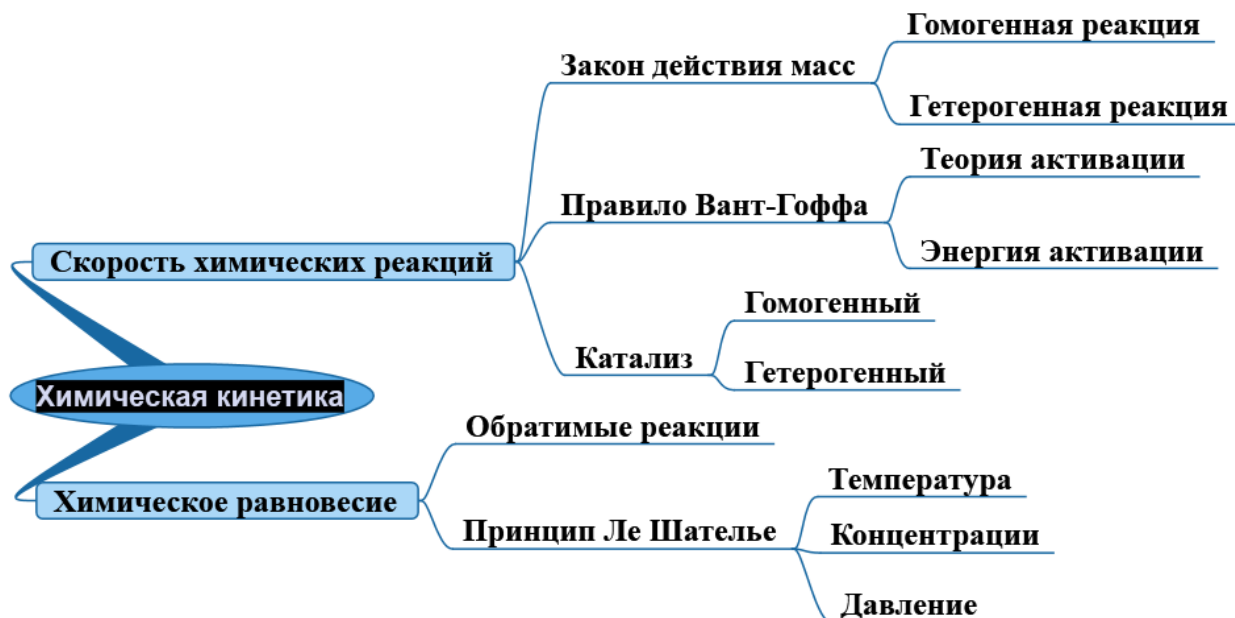 Гомогенная реакция
Закон действия масс
Гетерогенная реакция
Теория активации
Правило Вант-Гоффа
Энергия активации
Скорость химических реакций
Гомогенный
Катализ
Гетерогенный
Химическая кинетика
Обратимые реакции
Химическое равновесие
Температура
Принцип Ле Шателье
Концентрации
Давление